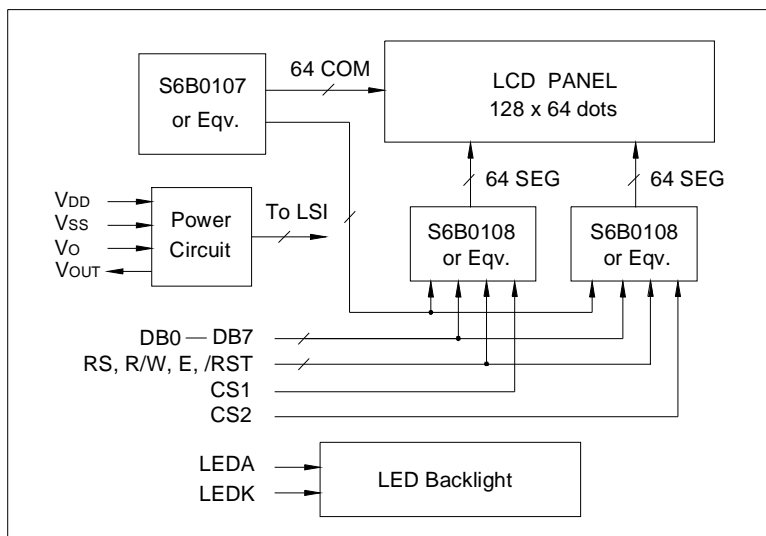 S6B0107
or Eqv.
64 COM
LCD PANEL
128 x 64 dots
64 SEG
64 SEG
VDD
VSS
VO
VOUT
Power
Circuit
To LSI
S6B0108
or Eqv.
S6B0108
or Eqv.
DB0 — DB7
RS, R/W, E, /RST
CS1
CS2
LEDA
LEDK
LED Backlight